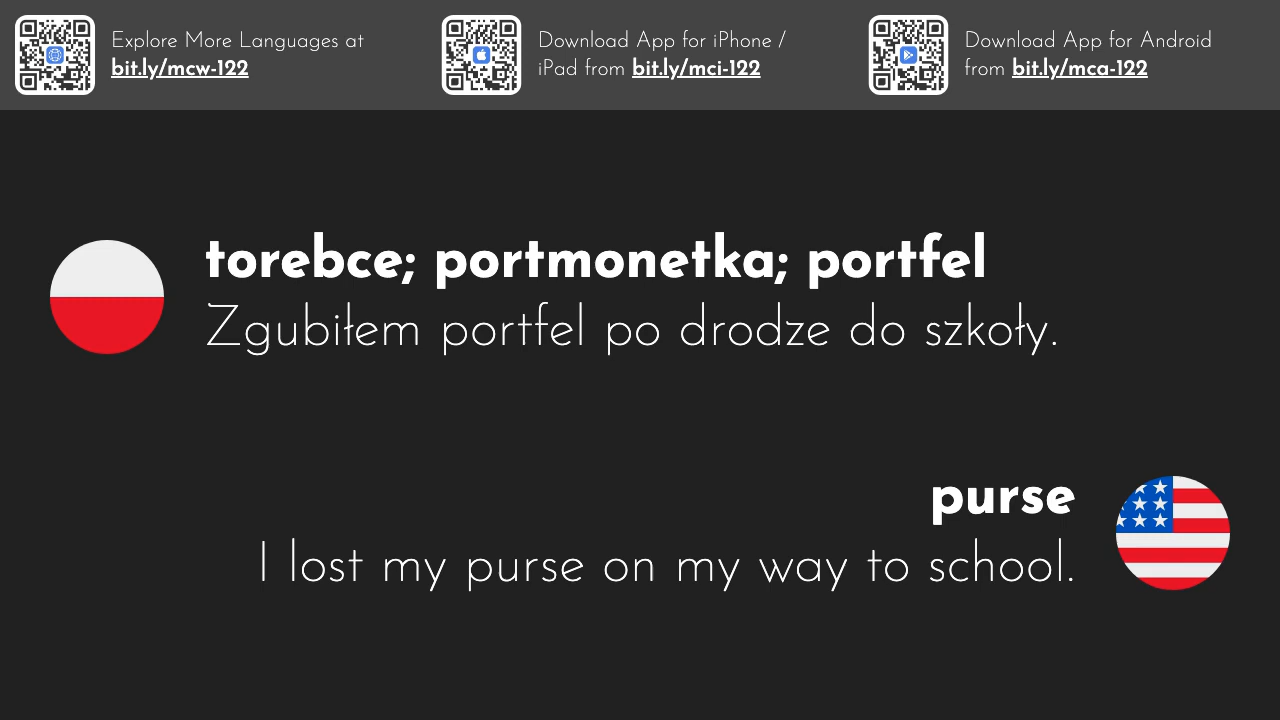 Explore More Languages at
bit.ly/mcw-122
Download App for iPhone /
iPad from bit.ly/mci-122
Download App for Android
from bit.ly/mca-122
torebce; portmonetka; portfel
Zgubiłem portfel po drodze do szkoły.
purse
I lost my purse on my way to school.